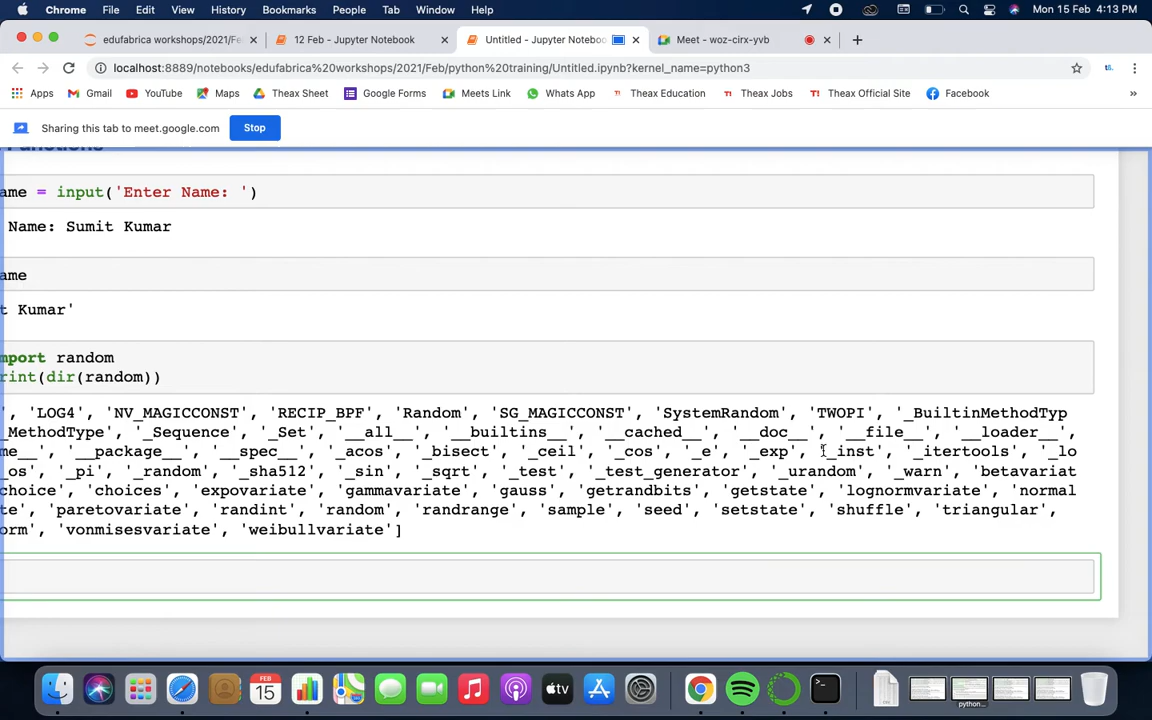 Chrome File Edit View History Bookmarks People Tab Window Help Mon 15 Feb 4:13 PM
edufabrica workshops/2021/Fe 12 Feb - Jupyter Notebook Untitled - Jupyter Noteboo Meet - woz-cirx-yvb
localhost:8889/notebooks/edufabrica%20workshops/2021/Feb/python%20training/Untitled.ipynb?kernel_name=python3
Apps Gmail YouTube Maps Theax Sheet Google Forms Meets Link Whats App Theax Education Theax Jobs Theax Official Site Facebook »
Sharing this tab to meet.google.com Stop
Functions
ame = input('Enter Name: ')
Name: Sumit Kumar
ame
t Kumar'
mport random
rint(dir(random))
', 'LOG4', 'NV_MAGICCONST', 'RECIP_BPF', 'Random', 'SG_MAGICCONST', 'SystemRandom', 'TWOPI', '_BuiltinMethodTyp
_MethodType', '_Sequence', '_Set', '__all__', '__builtins__', '__cached__', '__doc__', '__file__', '__loader__',
me__', '__package__', '__spec__', '_acos', '_bisect', '_ceil', '_cos', '_e', '_exp', '_inst', '_itertools', '_lo
_os', '_pi', '_random', '_sha512', '_sin', '_sqrt', '_test', '_test_generator', '_urandom', '_warn', 'betavariat
choice', 'choices', 'expovariate', 'gammavariate', 'gauss', 'getrandbits', 'getstate', 'lognormvariate', 'normal
te', 'paretovariate', 'randint', 'random', 'randrange', 'sample', 'seed', 'setstate', 'shuffle', 'triangular',
orm', 'vonmisesvariate', 'weibullvariate']
FEB
15
tv
python...